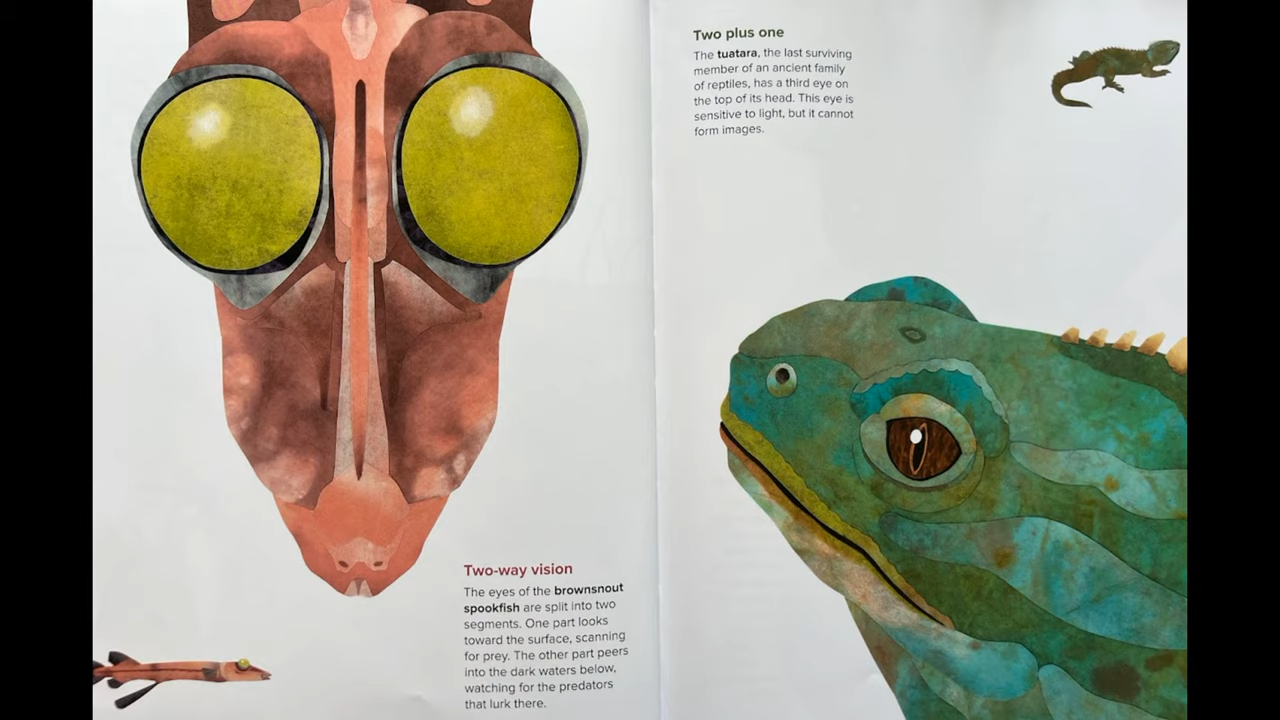 Two-way vision
The eyes of the brownsnout
spookfish are split into two
segments. One part looks
toward the surface, scanning
for prey. The other part peers
into the dark waters below,
watching for the predators
that lurk there.
Two plus one
The tuatara, the last surviving
member of an ancient family
of reptiles, has a third eye on
the top of its head. This eye is
sensitive to light, but it cannot
form images.